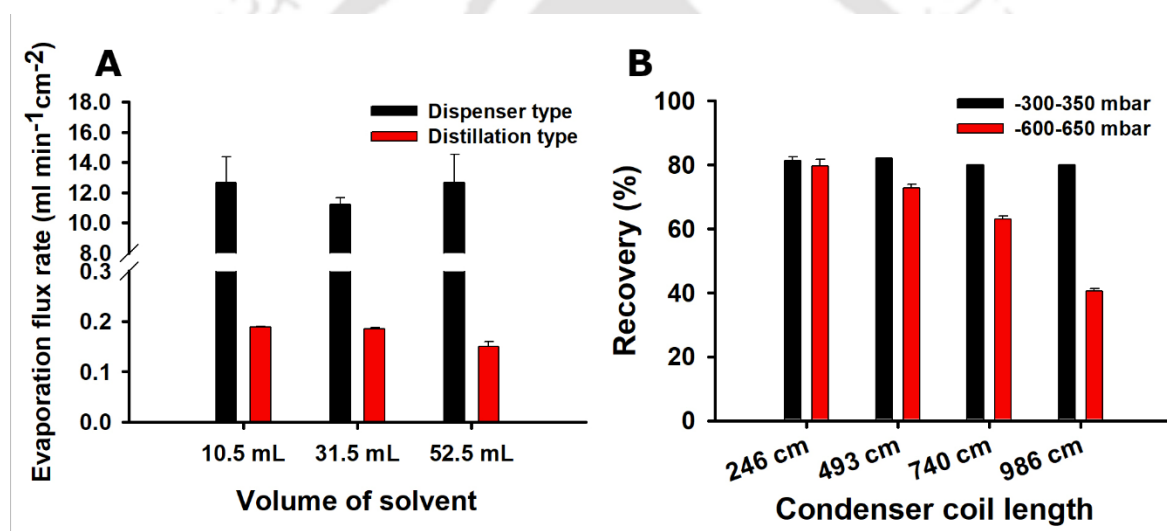 A
Evaporation flux rate (ml min⁻¹cm⁻²)
18.0
16.0
14.0
12.0
10.0
8.0
0.3
0.2
0.1
0.0
Dispenser type
Distillation type
10.5 mL 31.5 mL 52.5 mL
Volume of solvent
B
Recovery (%)
100
80
60
40
20
0
-300-350 mbar
-600-650 mbar
246 cm 493 cm 740 cm 986 cm
Condenser coil length